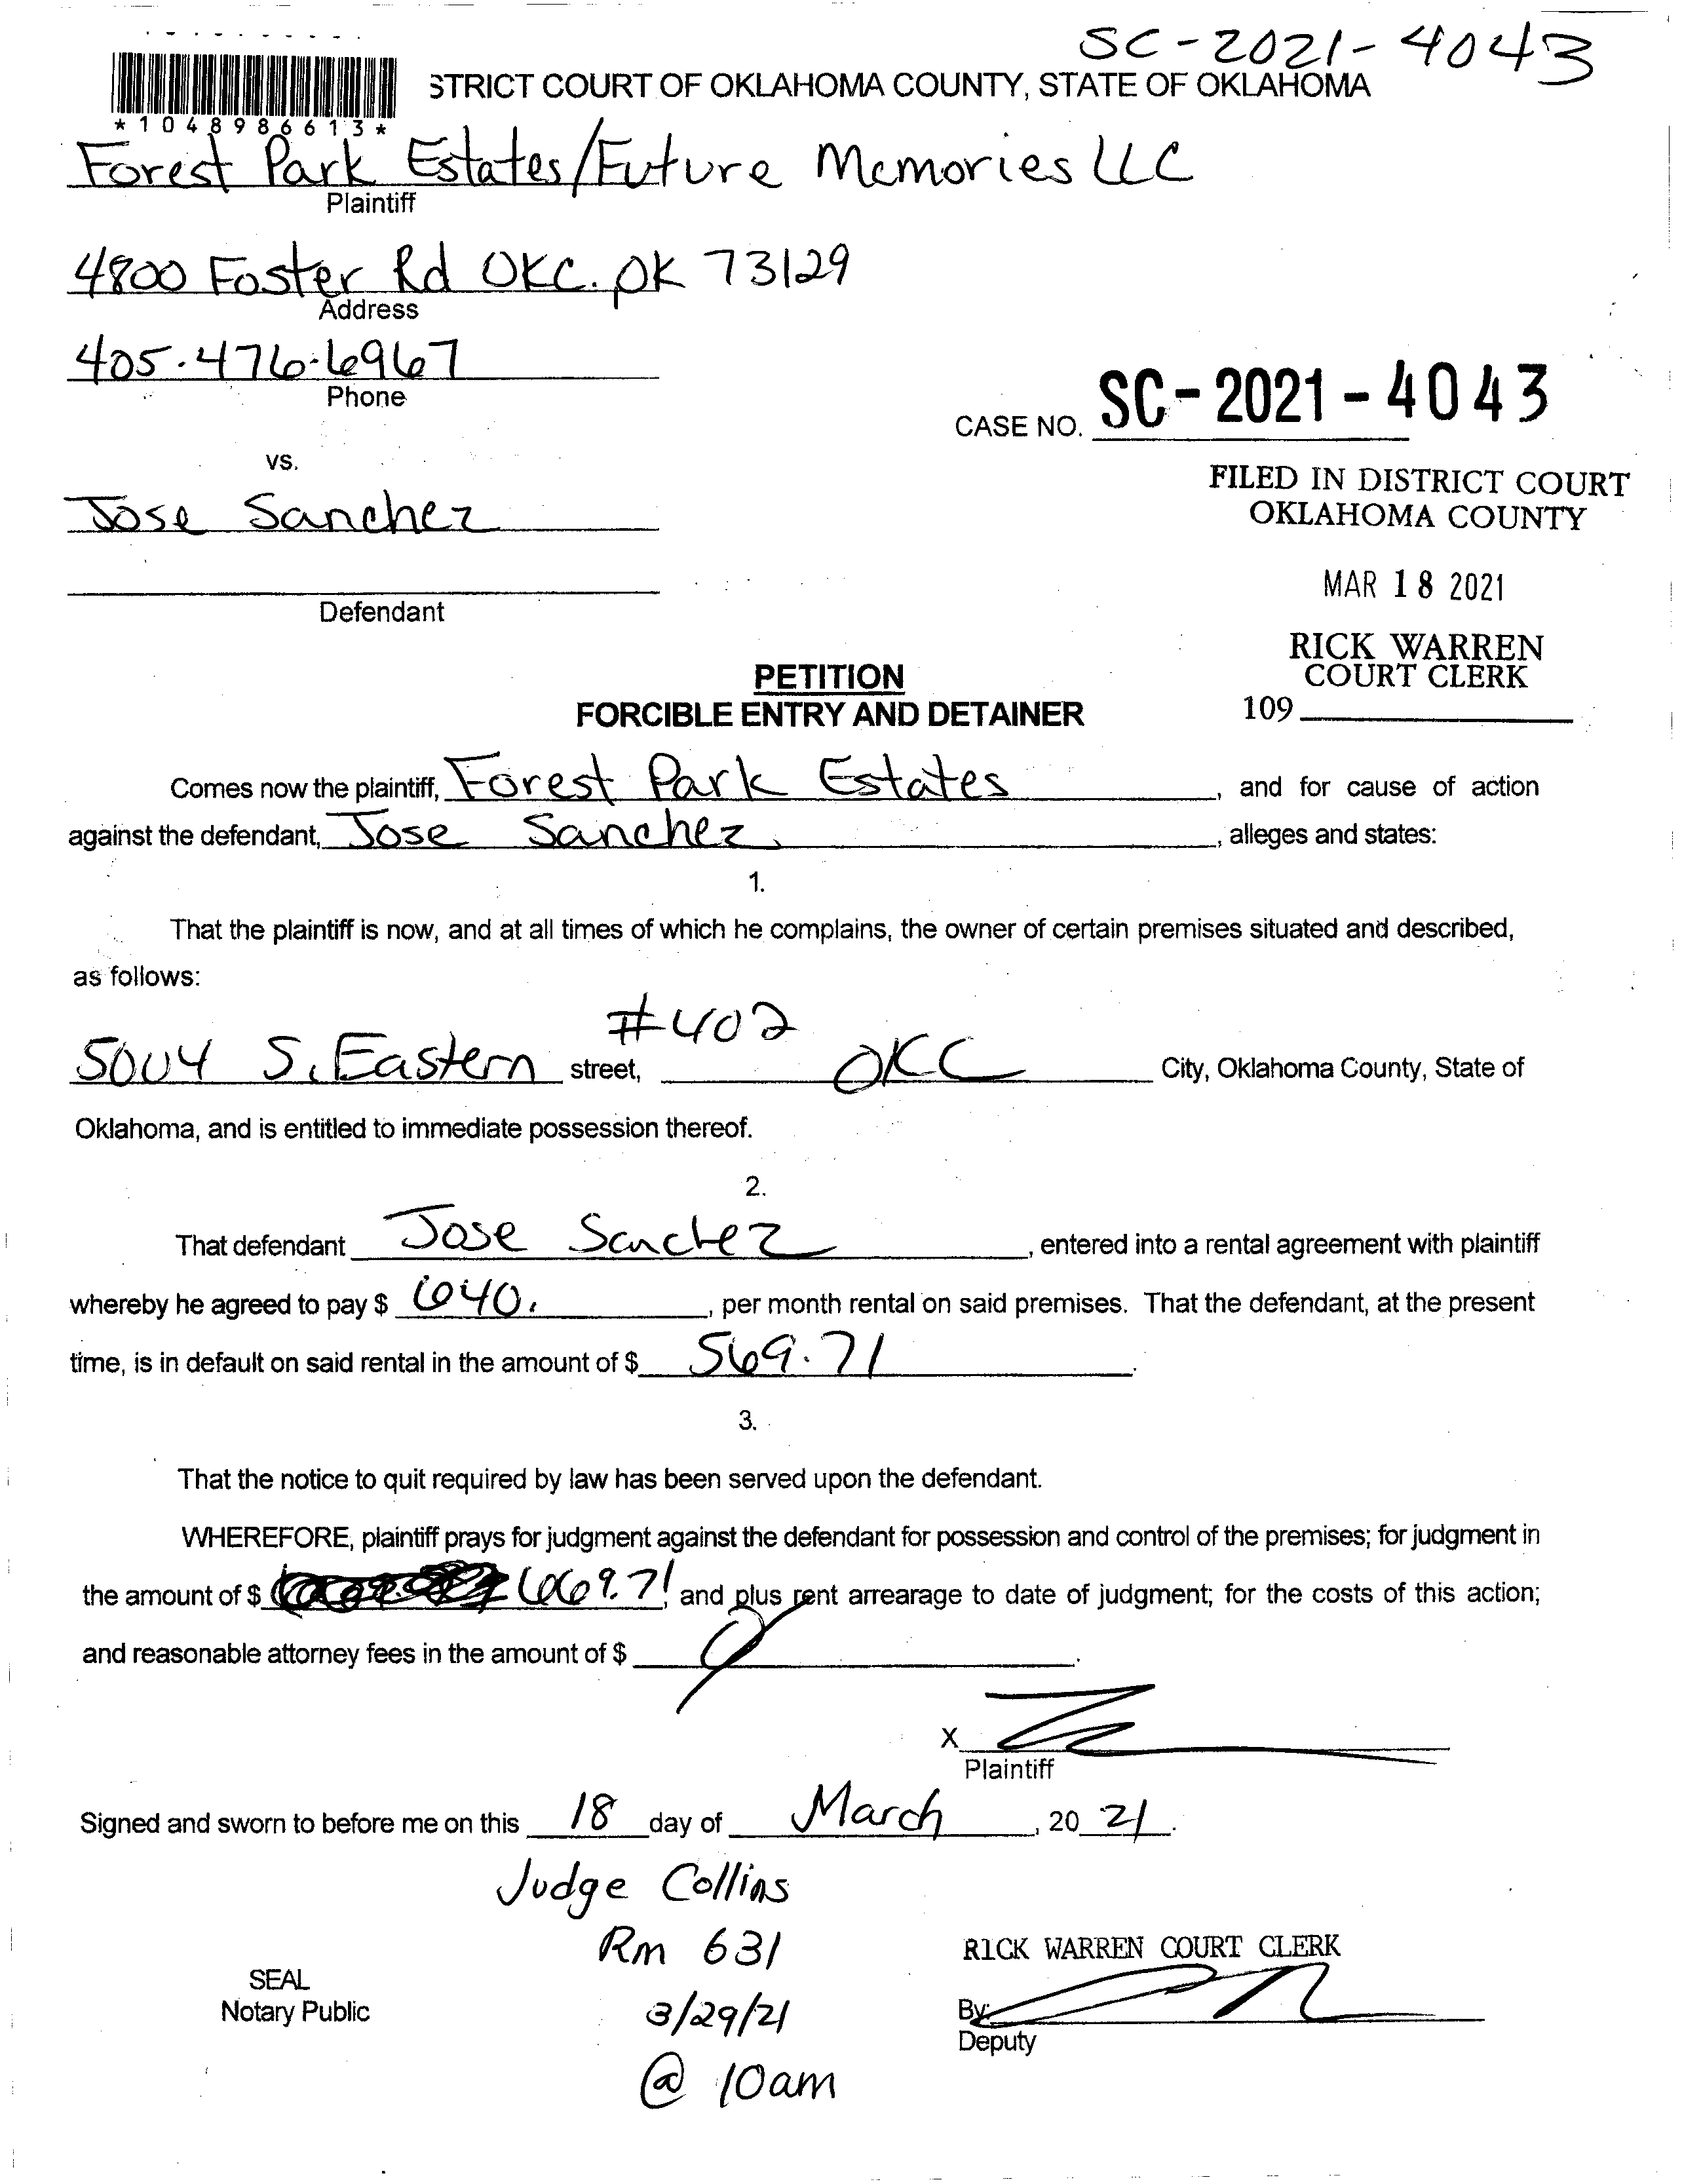 SC-2021-4043
STRICT COURT OF OKLAHOMA COUNTY, STATE OF OKLAHOMA
*1048986613*
Forest Park Estates/Future Memories LLC
Plaintiff
4800 Foster Rd OKC. OK 73129
Address
405.476-6967
Phone
CASE NO. SC-2021-4043
vs.
FILED IN DISTRICT COURT
Jose Sanchez
OKLAHOMA COUNTY
MAR 18 2021
Defendant
RICK WARREN
COURT CLERK
109
PETITION
FORCIBLE ENTRY AND DETAINER
Comes now the plaintiff, Forest Park Estates, and for cause of action
against the defendant, Jose Sanchez, alleges and states:
1.
That the plaintiff is now, and at all times of which he complains, the owner of certain premises situated and described,
as follows:
#402
5004 S. Eastern street, OKC City, Oklahoma County, State of
Oklahoma, and is entitled to immediate possession thereof.
2.
That defendant Jose Sanchez, entered into a rental agreement with plaintiff
whereby he agreed to pay $ 640., per month rental on said premises. That the defendant, at the present
time, is in default on said rental in the amount of $ 569.71.
3.
That the notice to quit required by law has been served upon the defendant.
WHEREFORE, plaintiff prays for judgment against the defendant for possession and control of the premises; for judgment in
the amount of $ 669.71, and plus rent arrearage to date of judgment; for the costs of this action;
and reasonable attorney fees in the amount of $ .
X
Plaintiff
Signed and sworn to before me on this 18 day of March, 20 21.
Judge Collins
Rm 631
RICK WARREN COURT CLERK
SEAL
Notary Public
3/29/21
By:
Deputy
@ 10am